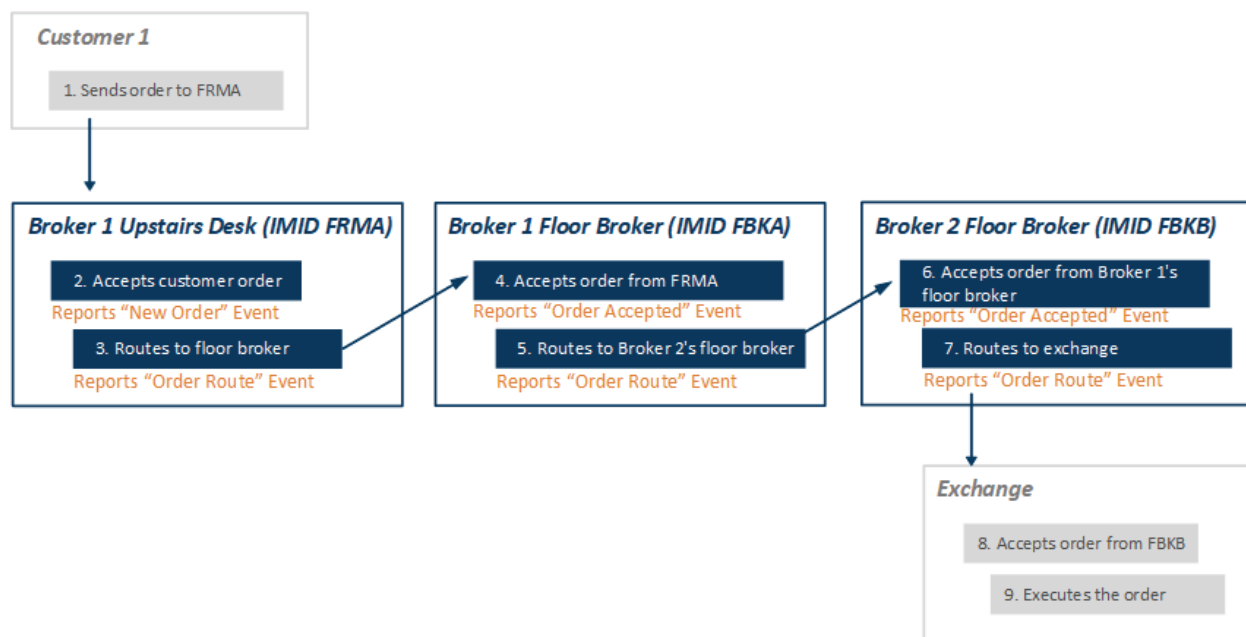 Customer 1
1. Sends order to FRMA
Broker 1 Upstairs Desk (IMID FRMA)
2. Accepts customer order
Reports “New Order” Event
3. Routes to floor broker
Reports “Order Route” Event
Broker 1 Floor Broker (IMID FBKA)
4. Accepts order from FRMA
Reports “Order Accepted” Event
5. Routes to Broker 2's floor broker
Reports “Order Route” Event
Broker 2 Floor Broker (IMID FBKB)
6. Accepts order from Broker 1's
floor broker
Reports “Order Accepted” Event
7. Routes to exchange
Reports “Order Route” Event
Exchange
8. Accepts order from FBKB
9. Executes the order